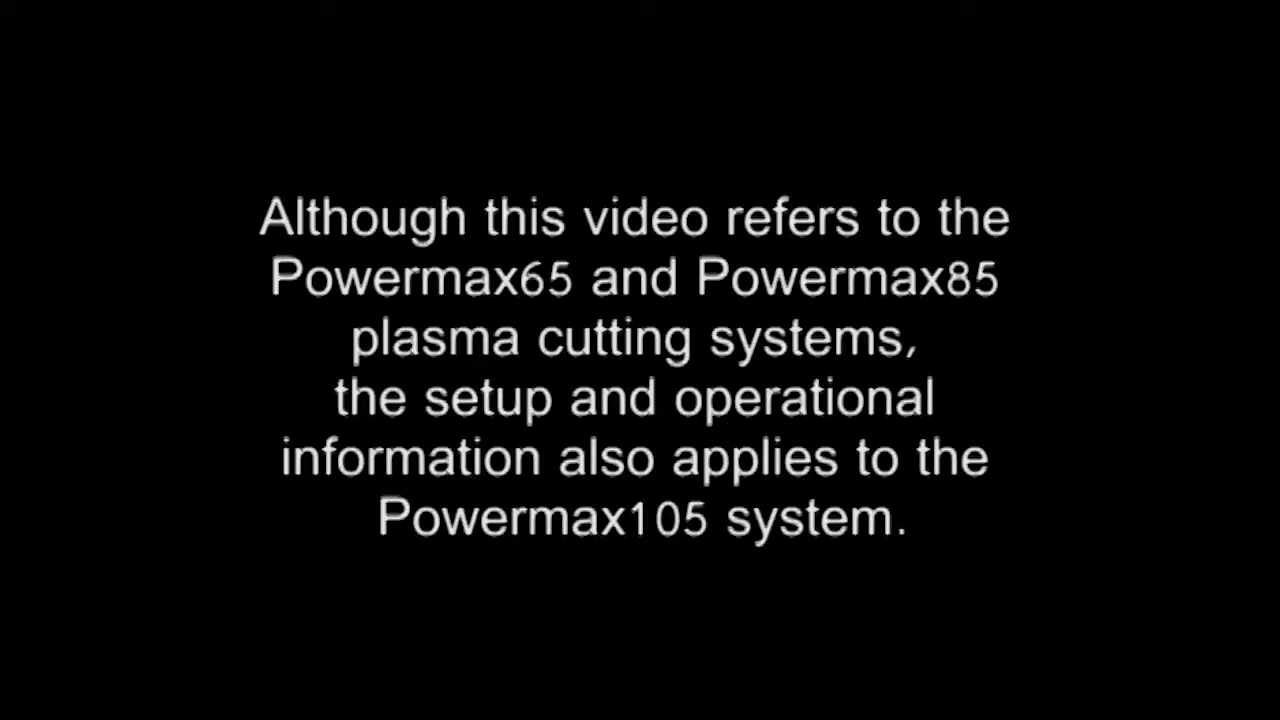 Although this video refers to the
Powermax65 and Powermax85
plasma cutting systems,
the setup and operational
information also applies to the
Powermax105 system.